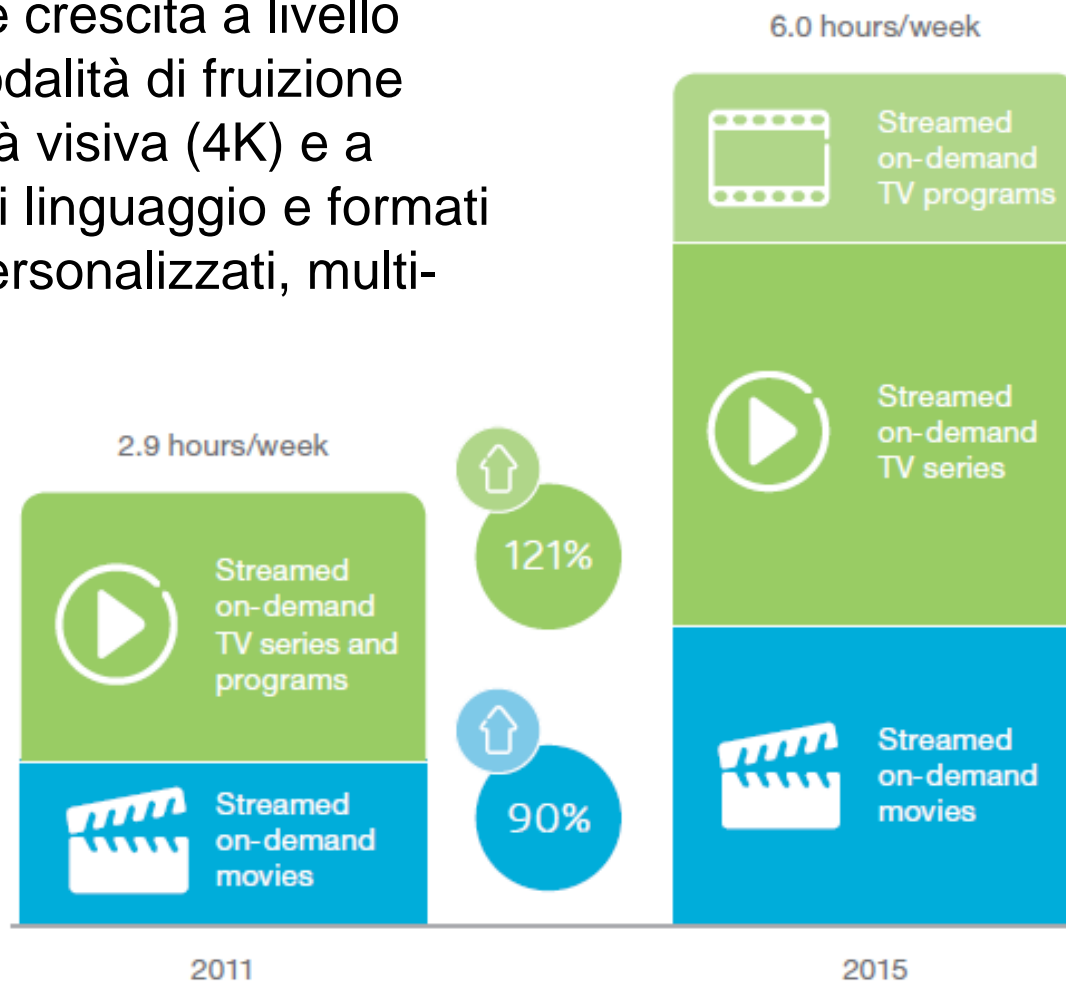 e crescita a livello
odalità di fruizione
à visiva (4K) e a
i linguaggio e formati
ersonalizzati, multi-
6.0 hours/week
Streamed
on-demand
TV programs
Streamed
on-demand
TV series
Streamed
on-demand
movies
2.9 hours/week
Streamed
on-demand
TV series and
programs
Streamed
on-demand
movies
121%
90%
2011
2015